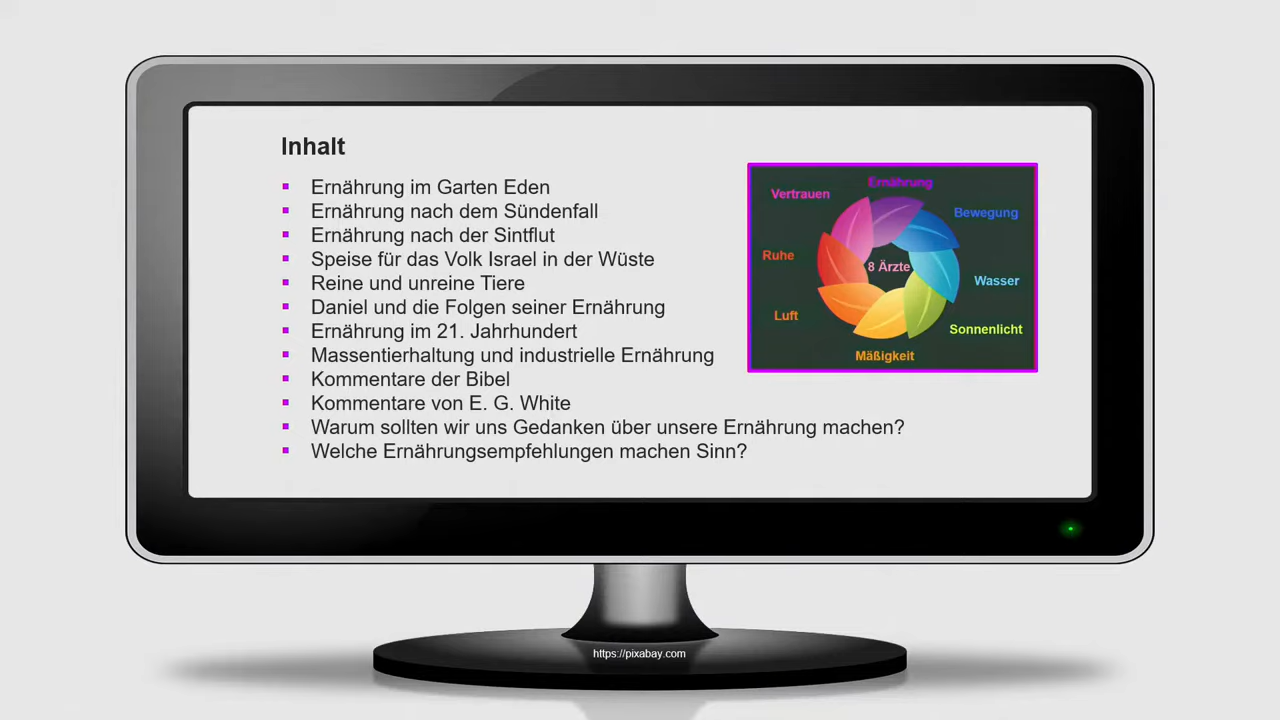 Inhalt
Ernährung im Garten Eden
Ernährung nach dem Sündenfall
Ernährung nach der Sintflut
Speise für das Volk Israel in der Wüste
Reine und unreine Tiere
Daniel und die Folgen seiner Ernährung
Ernährung im 21. Jahrhundert
Massentierhaltung und industrielle Ernährung
Kommentare der Bibel
Kommentare von E. G. White
Warum sollten wir uns Gedanken über unsere Ernährung machen?
Welche Ernährungsempfehlungen machen Sinn?
Ernährung
Vertrauen
Bewegung
Ruhe
8 Ärzte
Wasser
Luft
Sonnenlicht
Mäßigkeit
https://pixabay.com